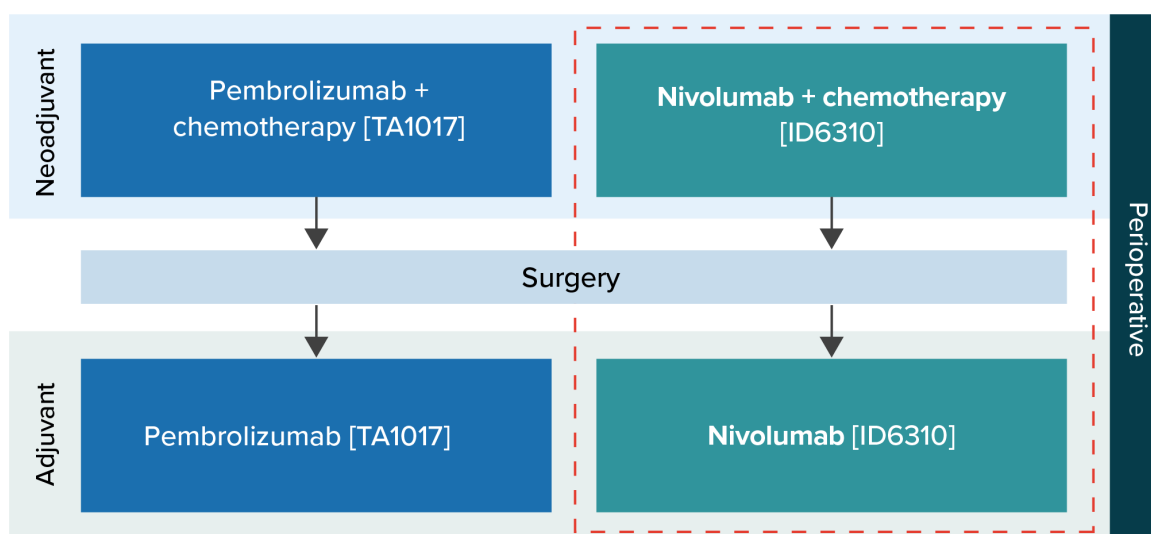 Neoadjuvant
Pembrolizumab +
chemotherapy [TA1017]
Nivolumab + chemotherapy
[ID6310]
Perioperative
Surgery
Adjuvant
Pembrolizumab [TA1017]
Nivolumab [ID6310]